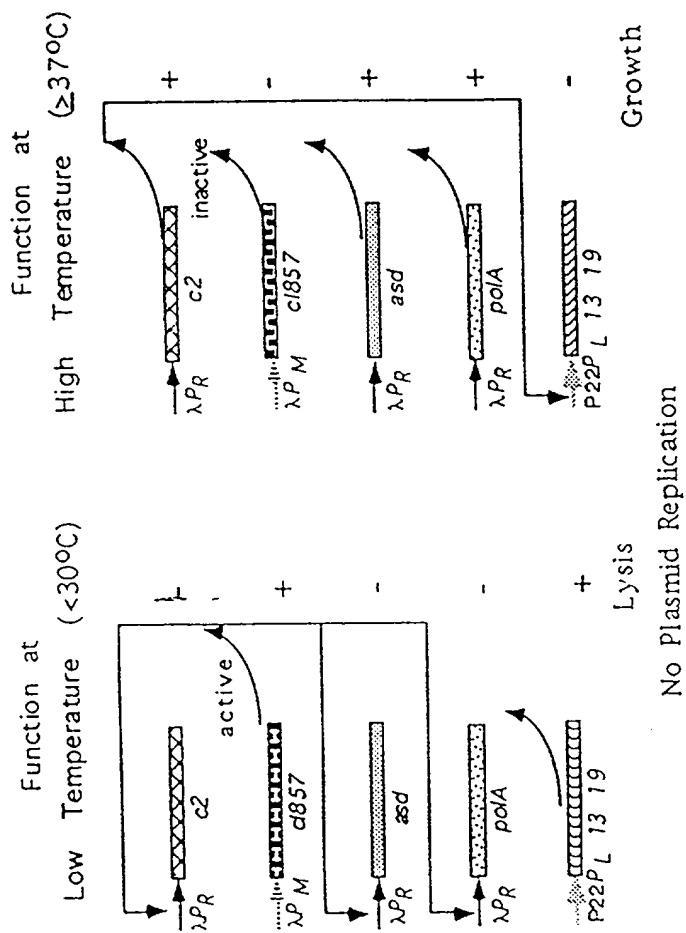 Function at
Low Temperature (<30°C)
λP_R
c2
active
λP_M
cI857
+
λP_R
asd
-
λP_R
polA
-
P22P_L 13 19
+
Lysis
Function at
High Temperature (≥37°C)
λP_R
c2
+
inactive
λP_M
cI857
-
λP_R
asd
+
λP_R
polA
+
P22P_L 13 19
-
Growth
No Plasmid Replication